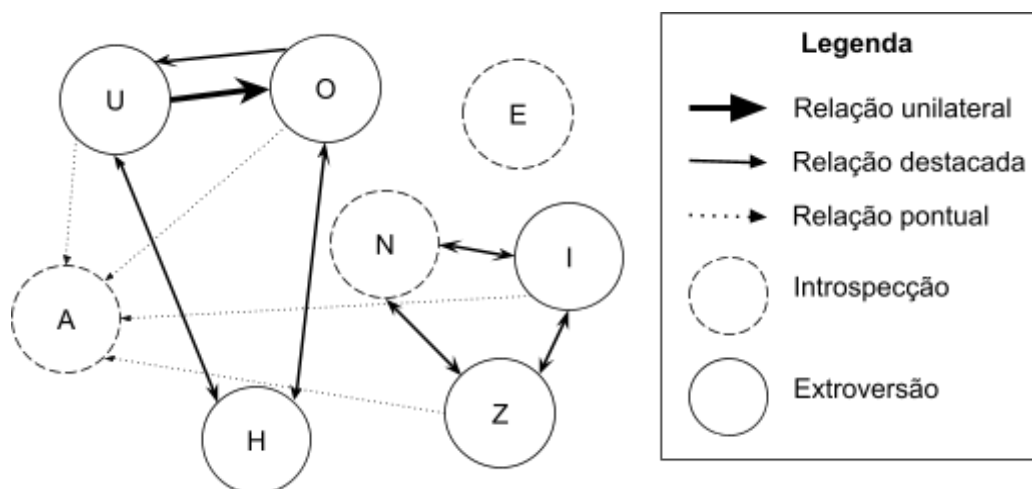 U
O
E
N
I
A
Z
H
Legenda
Relação unilateral
Relação destacada
Relação pontual
Introspecção
Extroversão